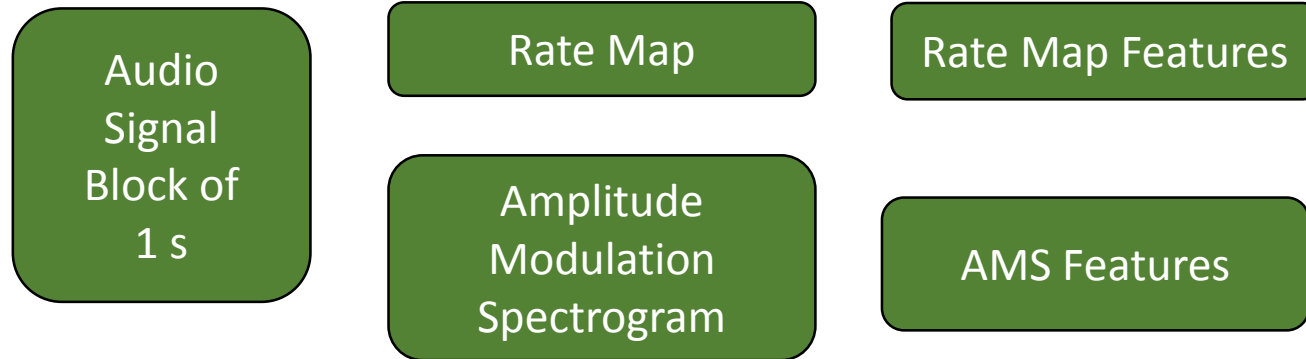 Audio
Signal
Block of
1 s
Rate Map
Amplitude
Modulation
Spectrogram
Rate Map Features
AMS Features